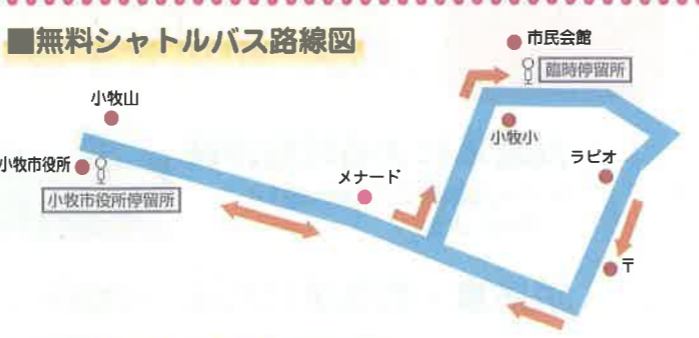 ■無料シャトルバス路線図
市民会館
臨時停留所
小牧山
小牧小
ラピオ
小牧市役所
メナード
小牧市役所停留所
〒